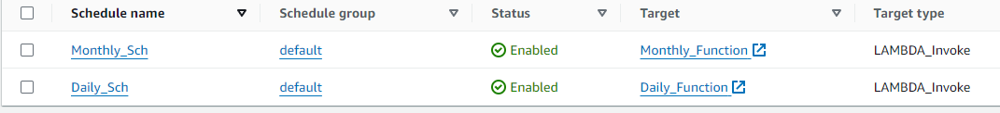 Schedule name Schedule group Status Target Target type
Monthly_Sch default Enabled Monthly_Function LAMBDA_Invoke
Daily_Sch default Enabled Daily_Function LAMBDA_Invoke